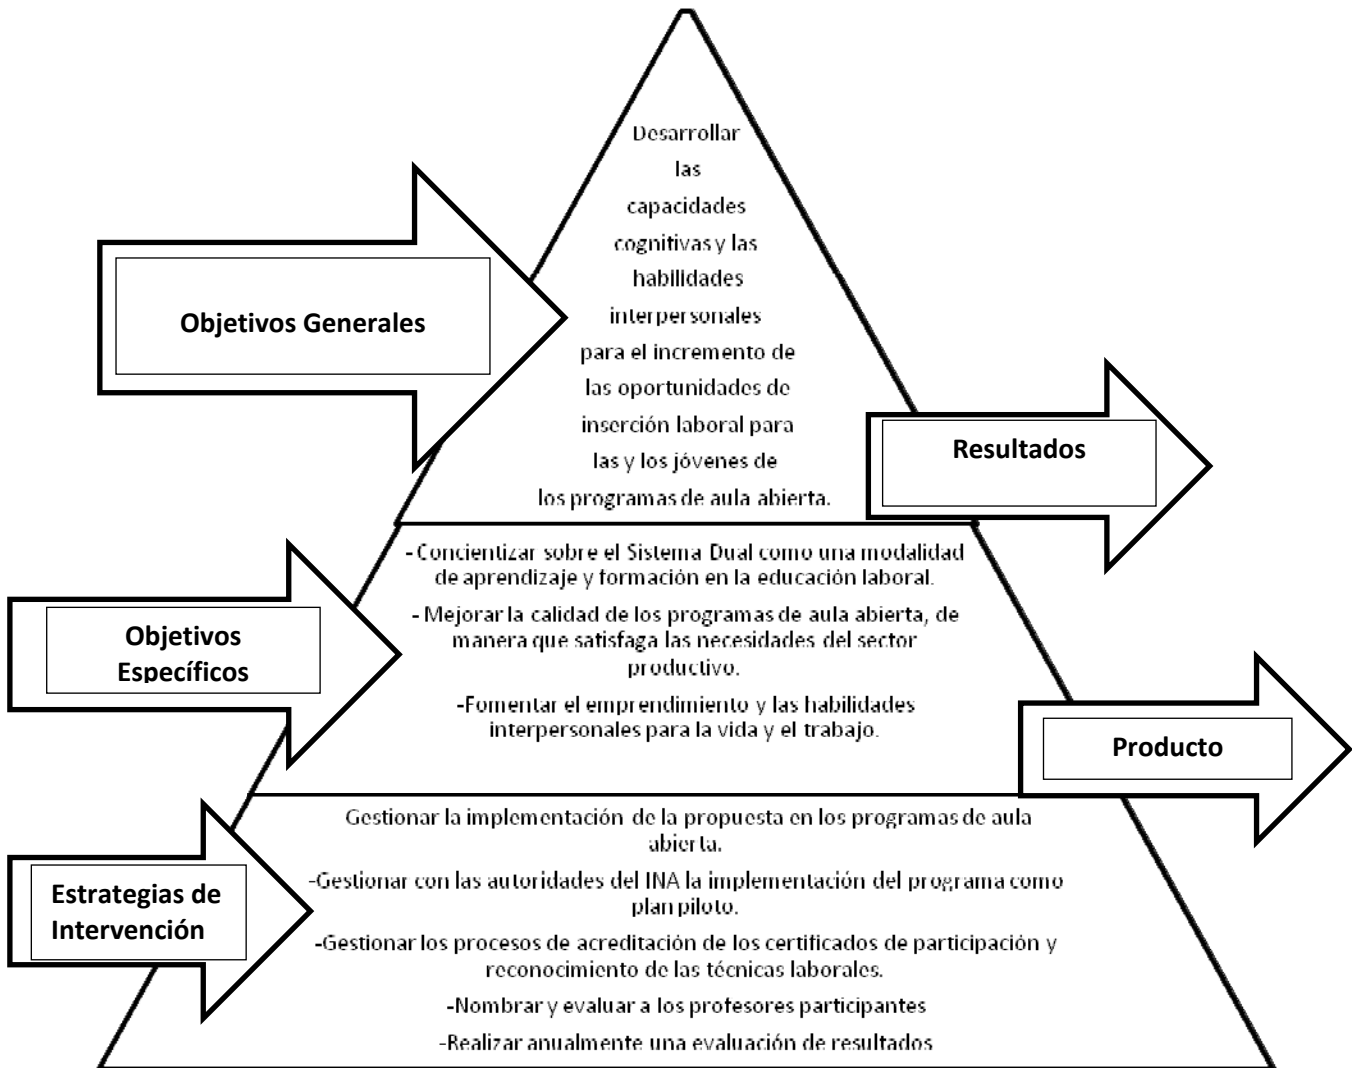 Desarrollar
las
capacidades
cognitivas y las
habilidades
interpersonales
para el incremento de
las oportunidades de
inserción laboral para
las y los jóvenes de
los programas de aula abierta.
Objetivos Generales
Resultados
-Concientizar sobre el Sistema Dual como una modalidad
de aprendizaje y formación en la educación laboral.
-Mejorar la calidad de los programas de aula abierta, de
manera que satisfaga las necesidades del sector
productivo.
-Fomentar el emprendimiento y las habilidades
interpersonales para la vida y el trabajo.
Objetivos
Específicos
Producto
Gestionar la implementación de la propuesta en los programas de aula
abierta.
-Gestionar con las autoridades del INA la implementación del programa como
plan piloto.
-Gestionar los procesos de acreditación de los certificados de participación y
reconocimiento de las técnicas laborales.
-Nombrar y evaluar a los profesores participantes
-Realizar anualmente una evaluación de resultados
Estrategias de
Intervención